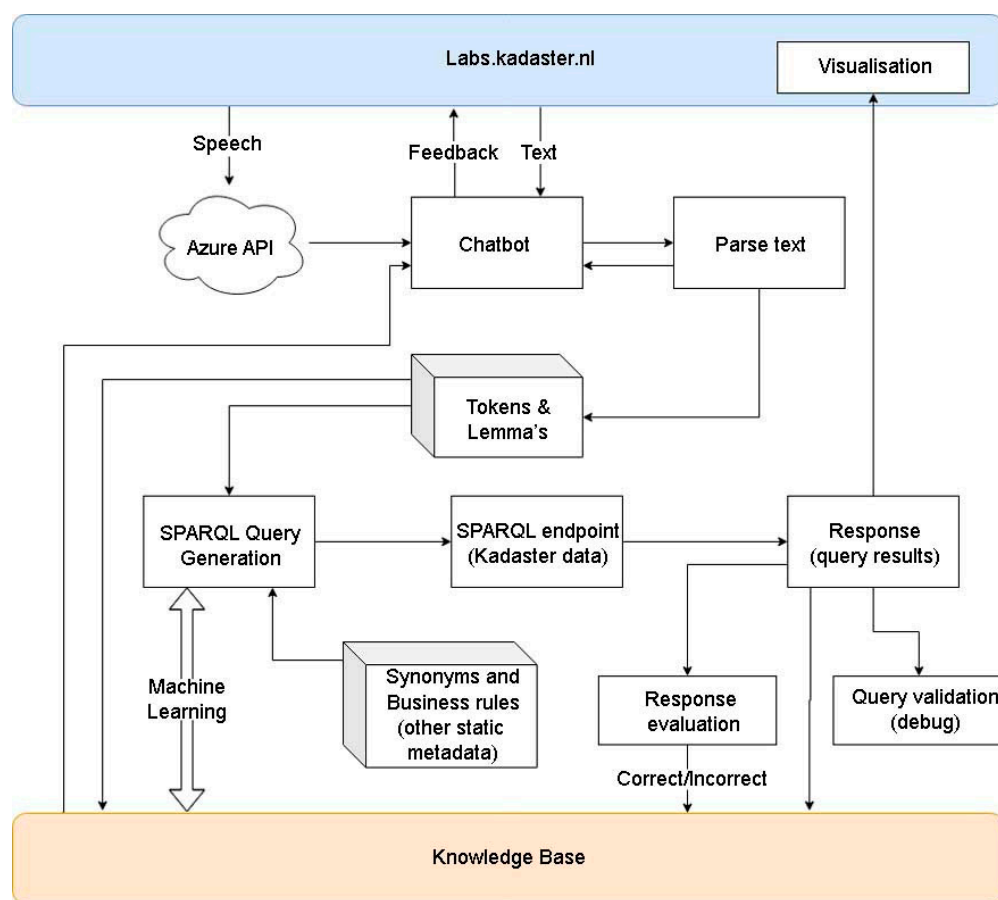 Labs.kadaster.nl
Visualisation
Speech
Feedback
Text
Azure API
Chatbot
Parse text
Tokens &
Lemma's
SPARQL Query
Generation
SPARQL endpoint
(Kadaster data)
Response
(query results)
Machine
Learning
Synonyms and
Business rules
(other static
metadata)
Response
evaluation
Query validation
(debug)
Correct/Incorrect
Knowledge Base